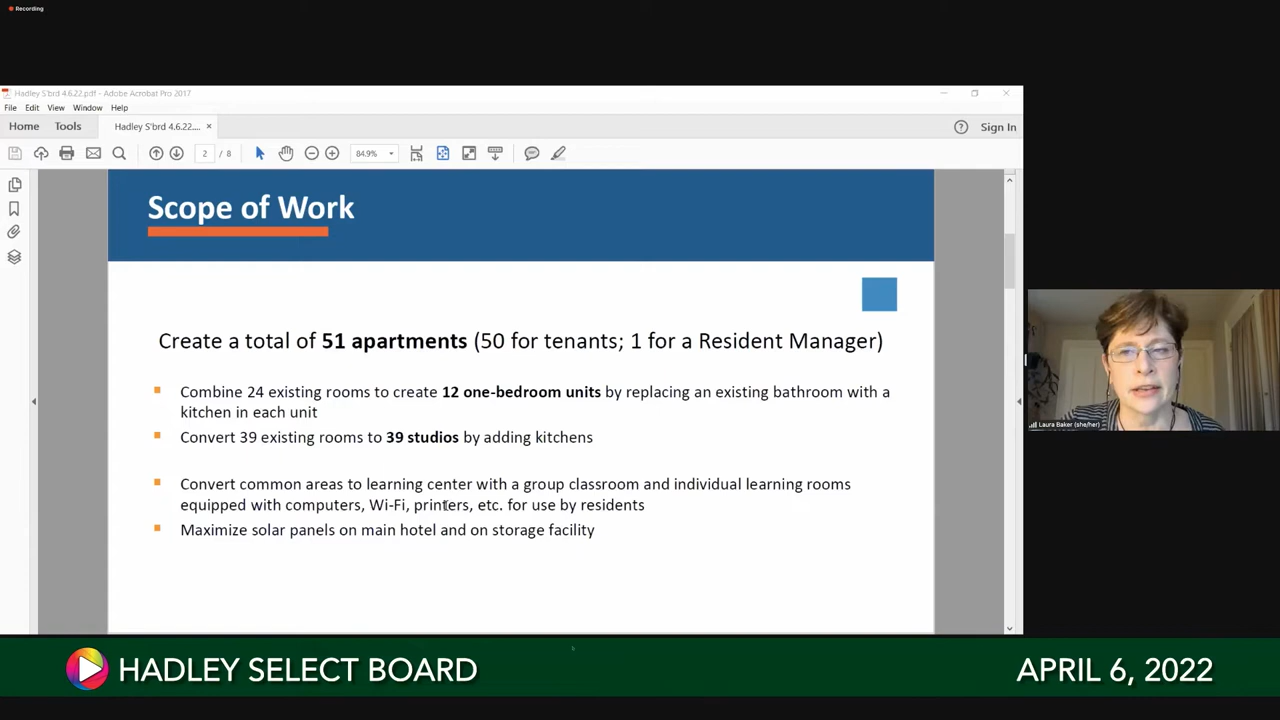 Recording
Hadley S'brd 4.6.22.pdf - Adobe Acrobat Pro 2017
File Edit View Window Help
Home Tools Hadley S'brd 4.6.22.... × Sign In
2 / 8 84.9%
Scope of Work
Create a total of 51 apartments (50 for tenants; 1 for a Resident Manager)
Combine 24 existing rooms to create 12 one-bedroom units by replacing an existing bathroom with a
kitchen in each unit
Convert 39 existing rooms to 39 studios by adding kitchens
Convert common areas to learning center with a group classroom and individual learning rooms
equipped with computers, Wi-Fi, printers, etc. for use by residents
Maximize solar panels on main hotel and on storage facility
Laura Baker (she/her)
HADLEY SELECT BOARD
APRIL 6, 2022